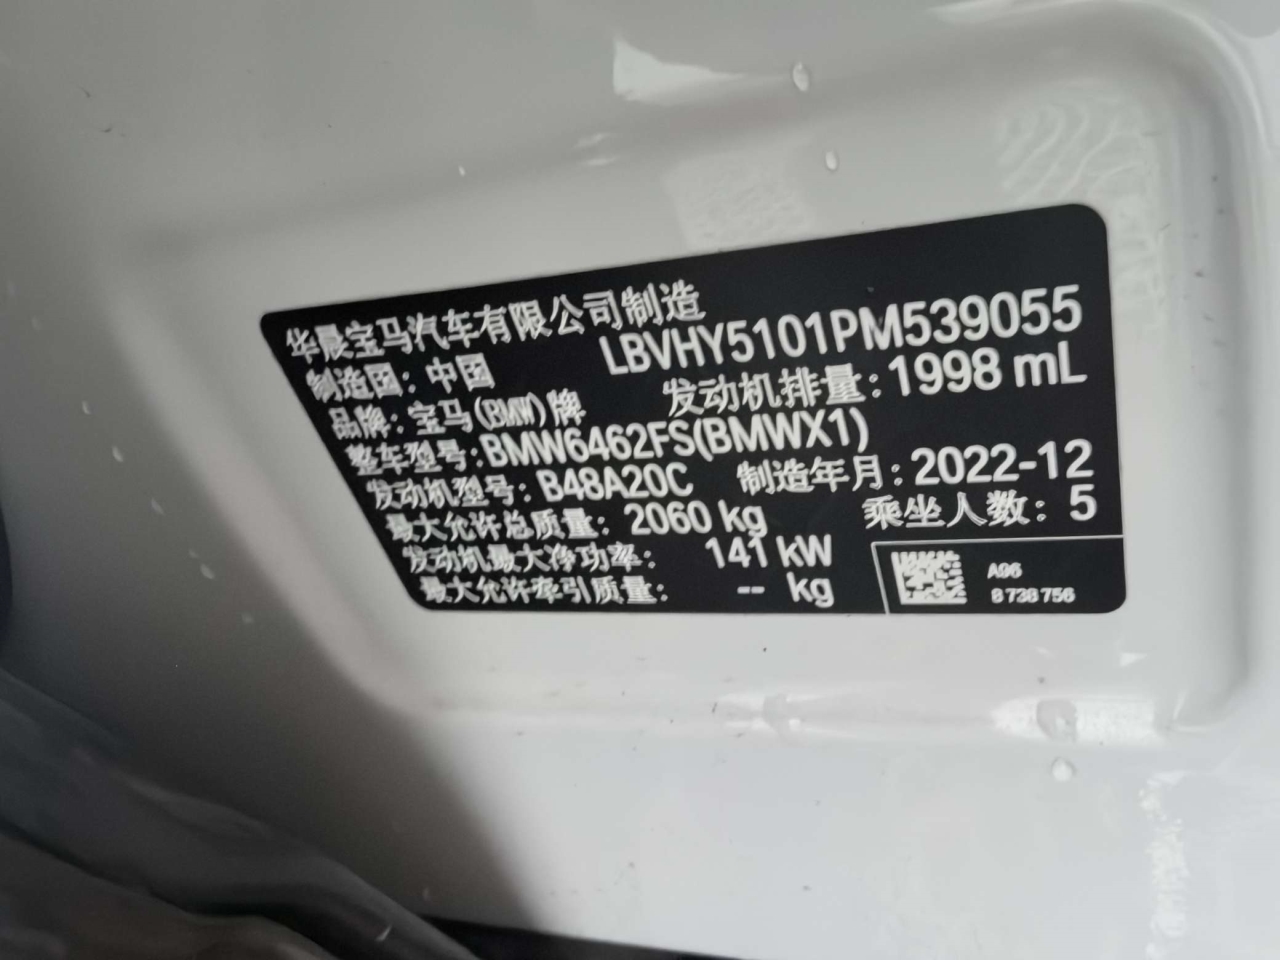 华晨宝马汽车有限公司制造
制造国：中国 LBVHY5101PM539055
品牌：宝马(BMW)牌 发动机排量：1998 mL
整车型号：BMW6462FS(BMWX1)
发动机型号：B48A20C 制造年月：2022-12
最大允许总质量：2060 kg 乘坐人数：5
发动机最大净功率：141 kW
最大允许牵引质量：-- kg
A96
8 738 756